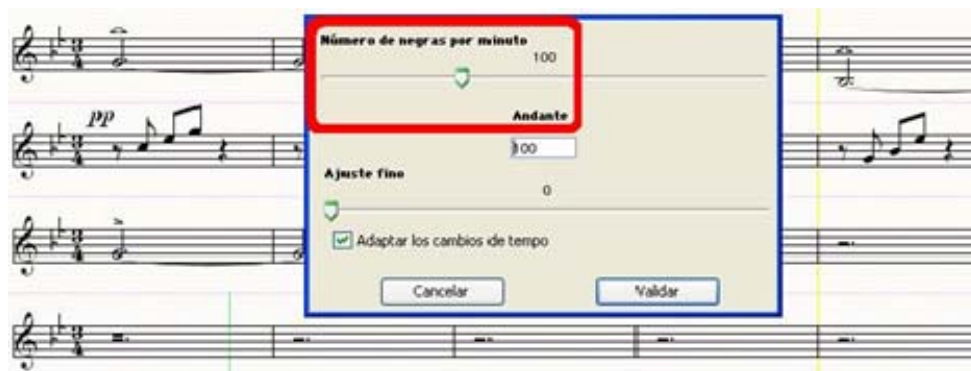 Número de negras por minuto
100
pp
Andante
100
Ajuste fino
0
Adaptar los cambios de tempo
Cancelar
Validar